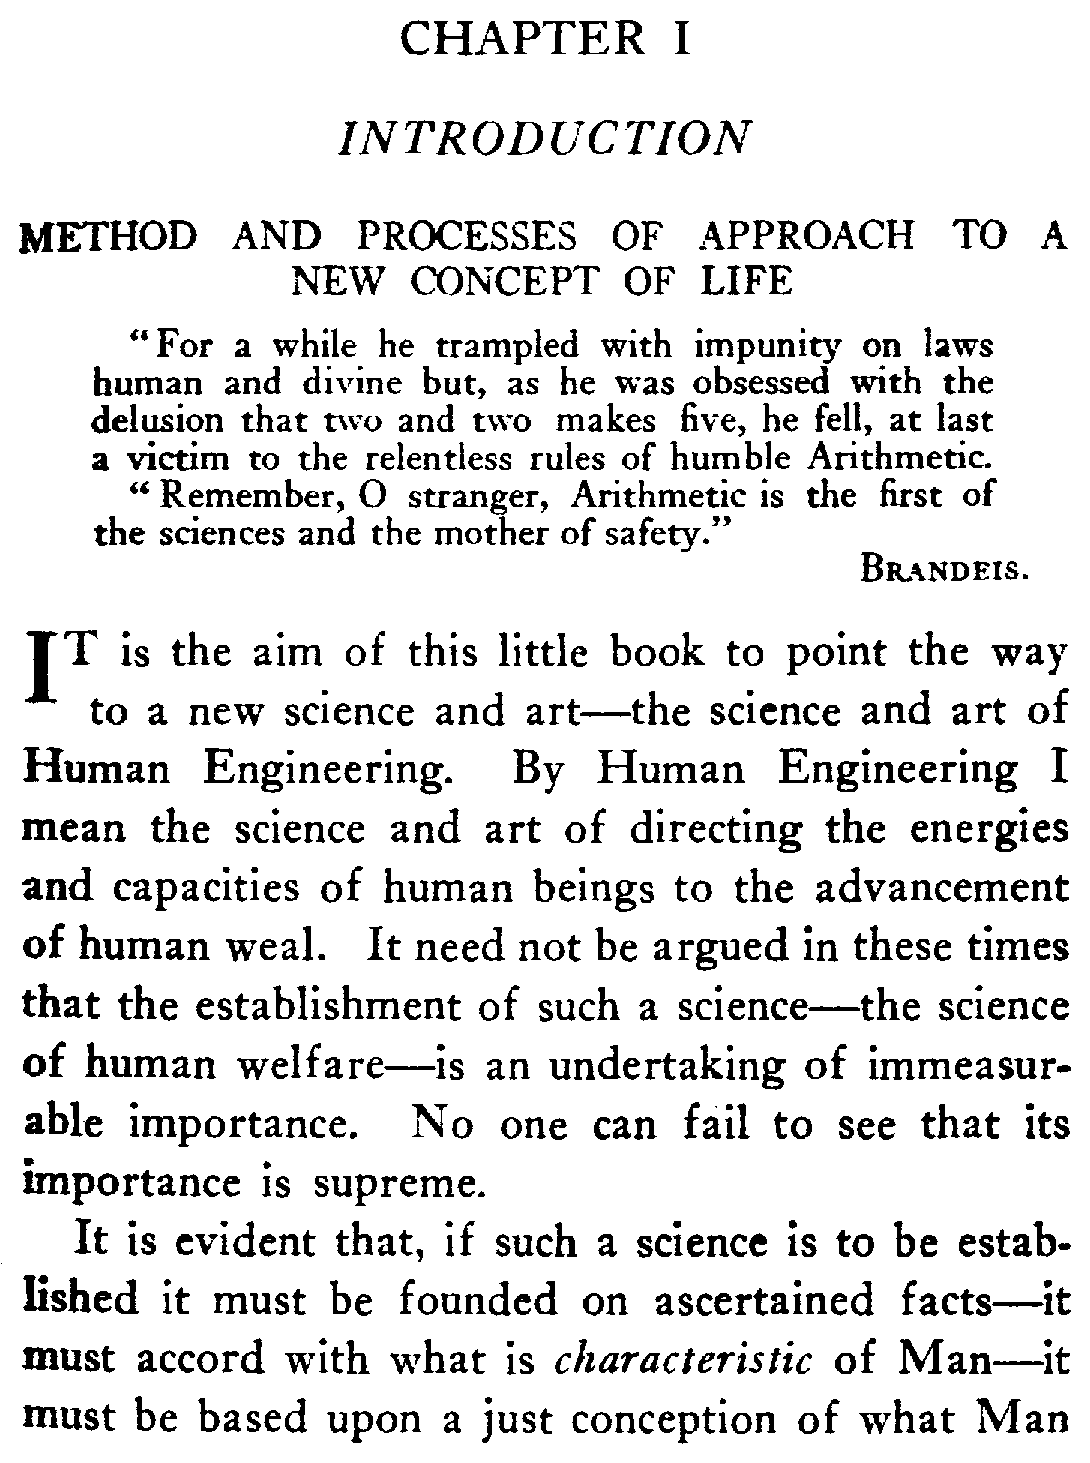 CHAPTER I
INTRODUCTION
METHOD AND PROCESSES OF APPROACH TO A
NEW CONCEPT OF LIFE
“For a while he trampled with impunity on laws
human and divine but, as he was obsessed with the
delusion that two and two makes five, he fell, at last
a victim to the relentless rules of humble Arithmetic.
“Remember, O stranger, Arithmetic is the first of
the sciences and the mother of safety.”
BRANDEIS.
IT is the aim of this little book to point the way
to a new science and art—the science and art of
Human Engineering. By Human Engineering I
mean the science and art of directing the energies
and capacities of human beings to the advancement
of human weal. It need not be argued in these times
that the establishment of such a science—the science
of human welfare—is an undertaking of immeasur-
able importance. No one can fail to see that its
importance is supreme.
It is evident that, if such a science is to be estab-
lished it must be founded on ascertained facts—it
must accord with what is characteristic of Man—it
must be based upon a just conception of what Man